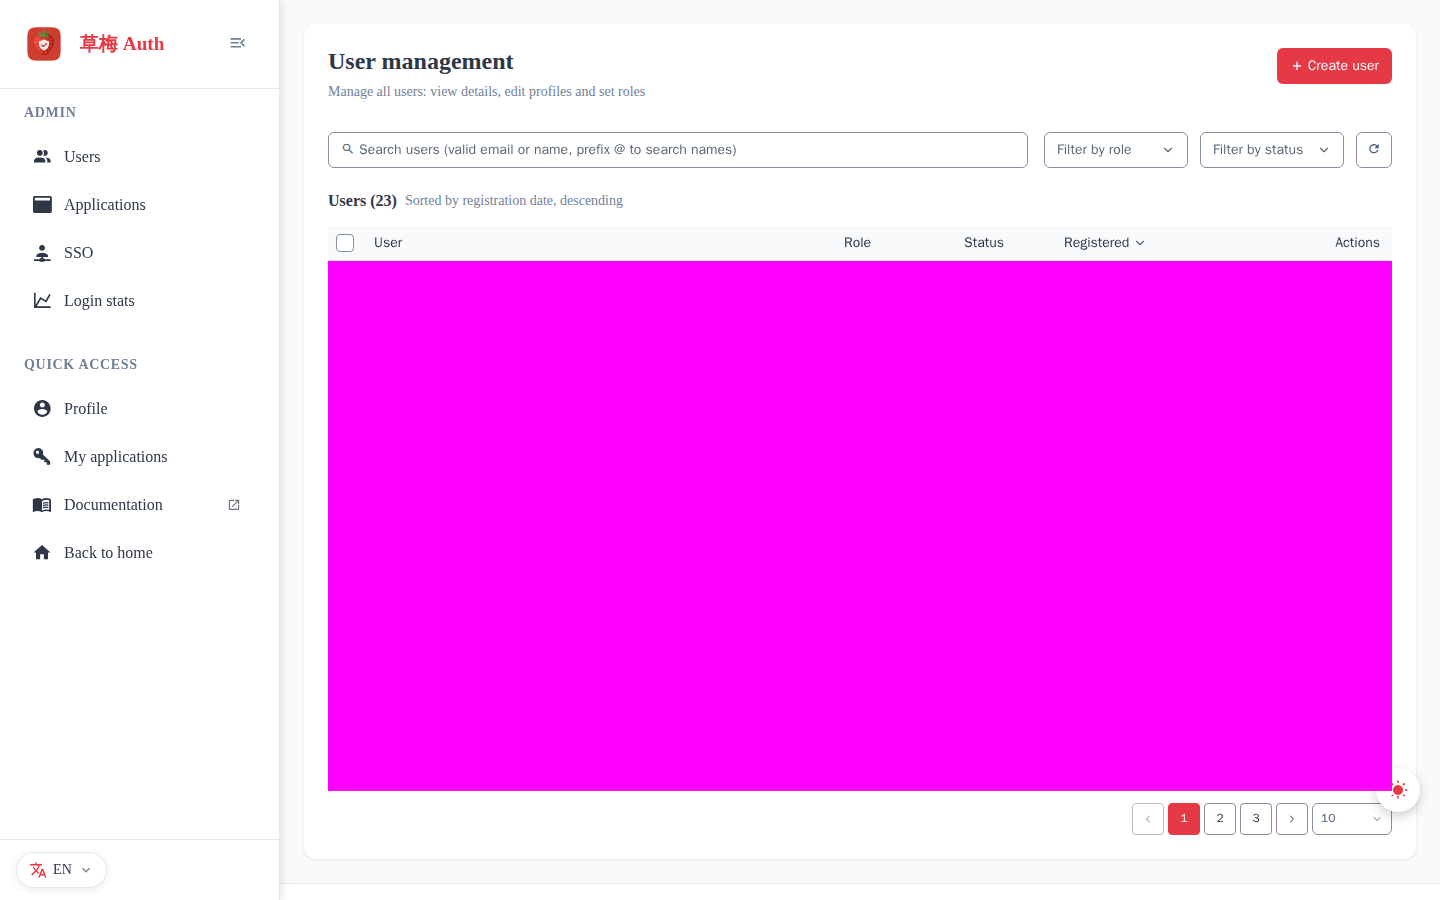 草梅 Auth
ADMIN
Users
Applications
SSO
Login stats
QUICK ACCESS
Profile
My applications
Documentation
Back to home
EN
User management
Manage all users: view details, edit profiles and set roles
+ Create user
Search users (valid email or name, prefix @ to search names)
Filter by role
Filter by status
Users (23) Sorted by registration date, descending
User Role Status Registered Actions
1 2 3 10